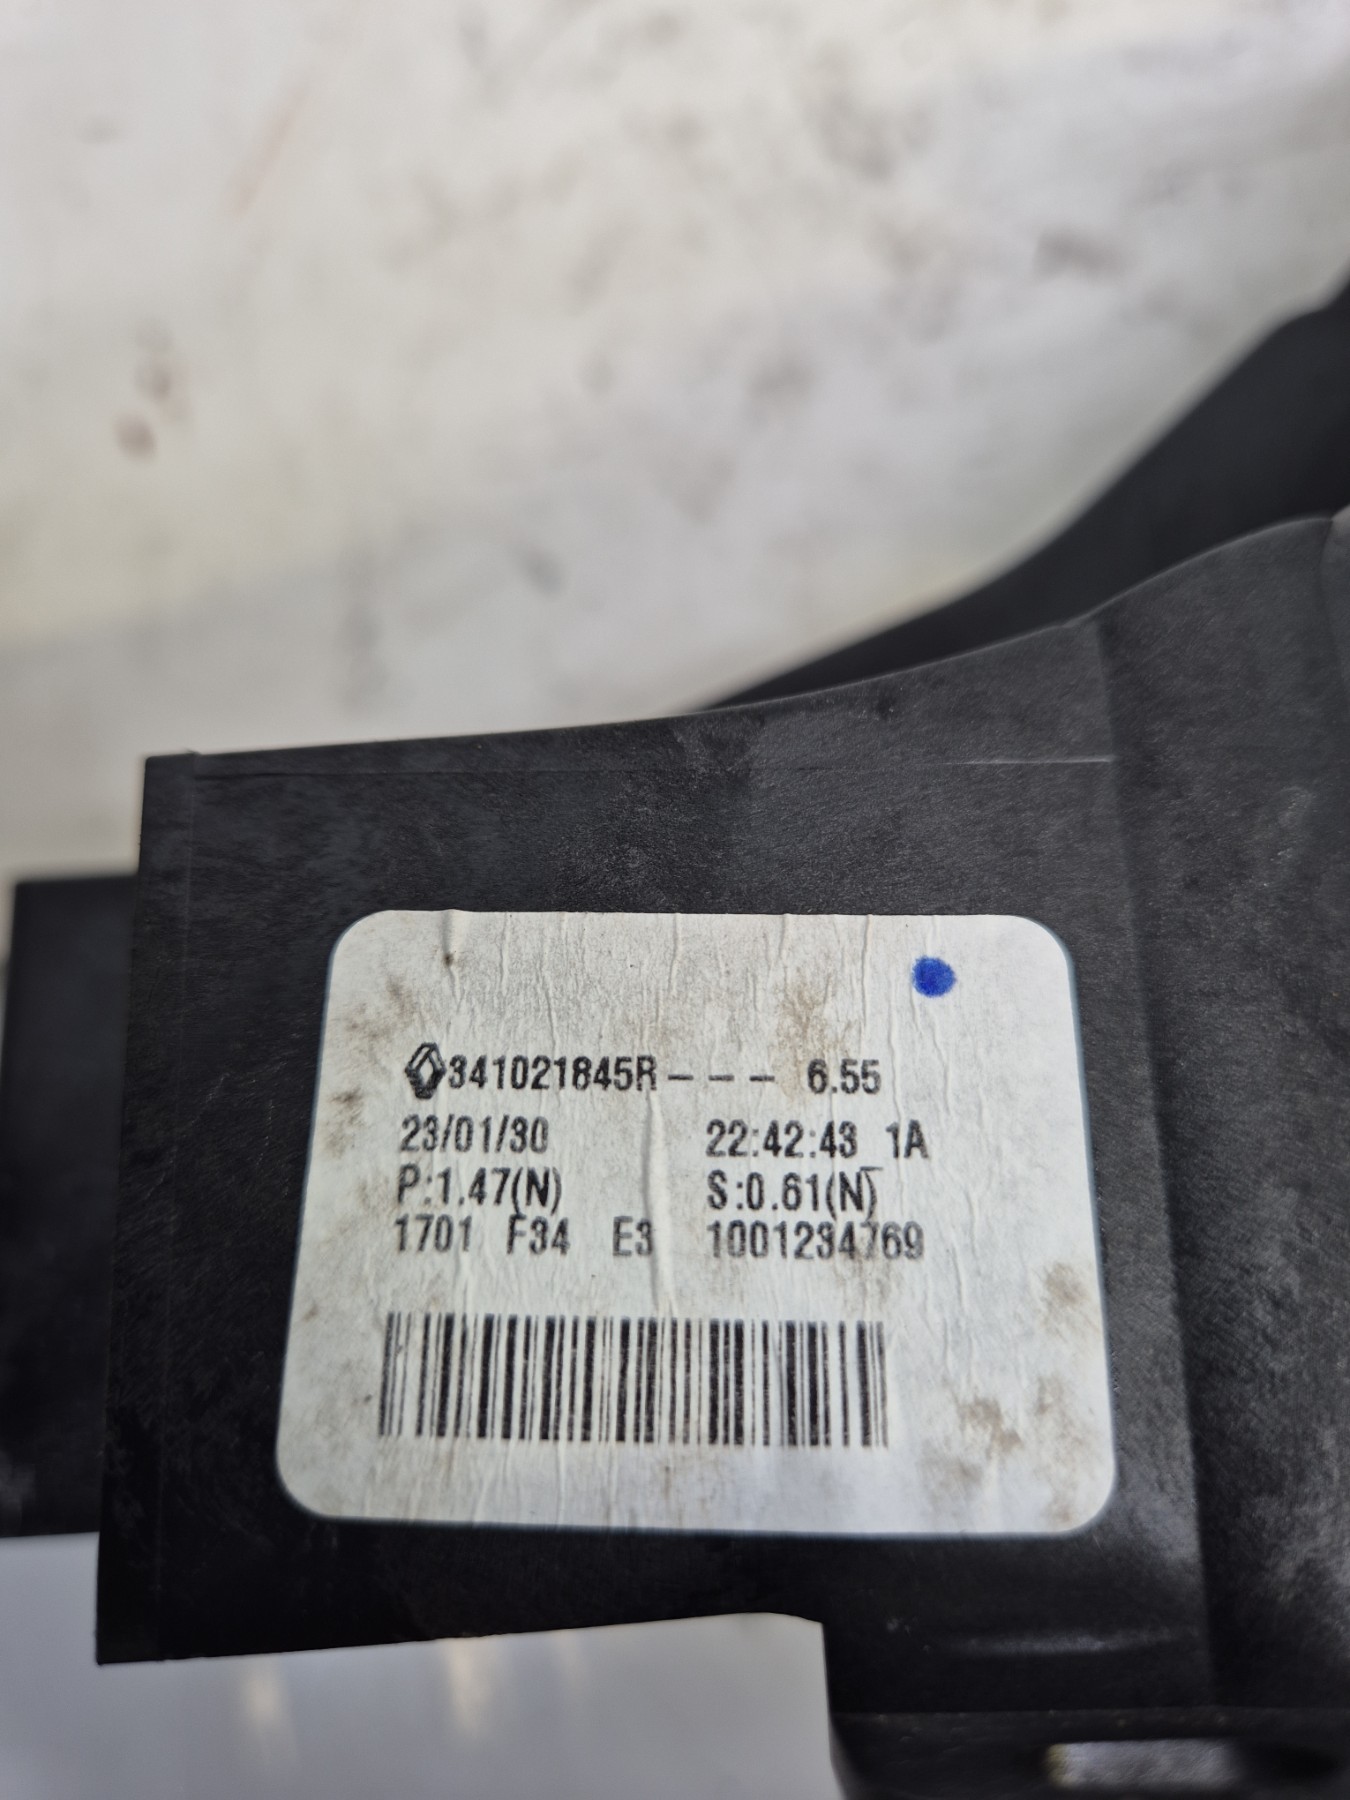 341021845R--- 6.55
23/01/30 22:42:43 1A
P:1.47(N) S:0.61(N)
1701 F34 E3 1001234769